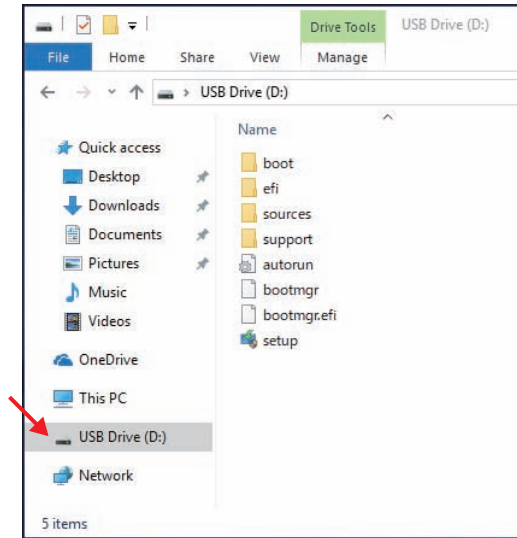 Drive Tools USB Drive (D:)
File Home Share View Manage
USB Drive (D:)
Name
Quick access
Desktop
Downloads
Documents
Pictures
Music
Videos
OneDrive
This PC
USB Drive (D:)
Network
boot
efi
sources
support
autorun
bootmgr
bootmgr.efi
setup
5 items